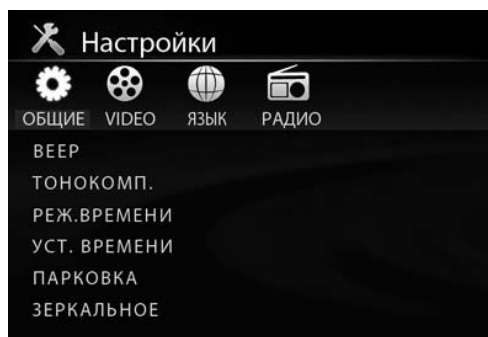 Настройки
ОБЩИЕ VIDEO ЯЗЫК РАДИО
BEEP
ТОНОКОМП.
РЕЖ.ВРЕМЕНИ
УСТ. ВРЕМЕНИ
ПАРКОВКА
ЗЕРКАЛЬНОЕ